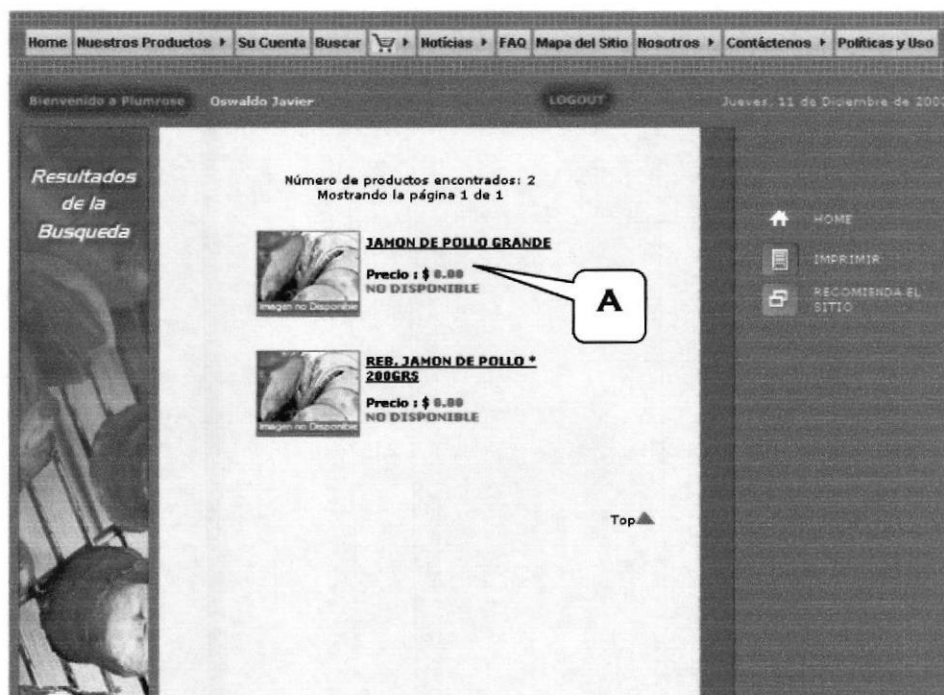 Home Nuestros Productos Su Cuenta Buscar Notícias FAQ Mapa del Sitio Nosotros Contáctenos Políticas y Uso
Bienvenido a Plumrose Oswaldo Javier LOGOUT Jueves, 11 de Diciembre de
Resultados
de la
Busqueda
Número de productos encontrados: 2
Mostrando la página 1 de 1
JAMON DE POLLO GRANDE
Precio : $ 0.00
NO DISPONIBLE
Imagen no Disponible
A
REB. JAMON DE POLLO *
200GRS
Precio : $ 0.00
NO DISPONIBLE
Imagen no Disponible
Top
HOME
IMPRIMIR
RECOMIENDA EL
SITIO